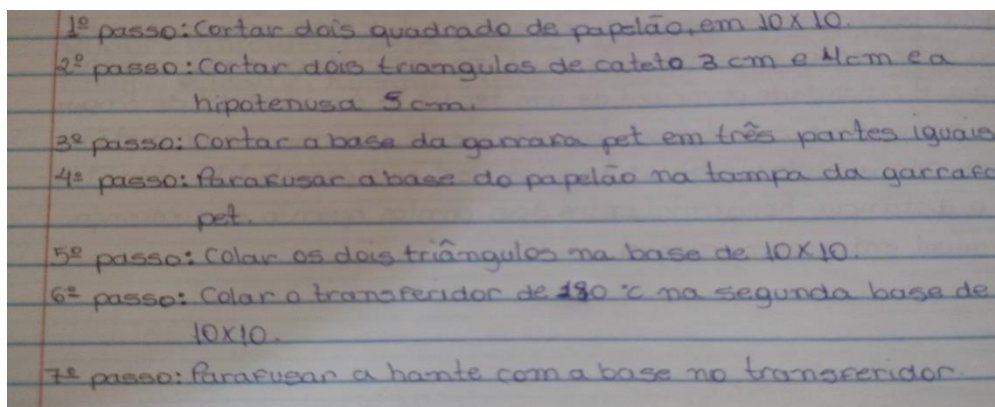 1º passo: Cortar dois quadrado de papelão, em 10x10.
2º passo: Cortar dois triangulos de cateto 3 cm e 4cm e a
hipotenusa 5 cm.
3º passo: Cortar a base da garrafa pet em três partes iguais
4º passo: Parafusar a base do papelão na tampa da garrafa
pet.
5º passo: Colar os dois triângulos na base de 10x10.
6º passo: Colar o transferidor de 180 °c na segunda base de
10x10.
7º passo: Parafusar a hante com a base no transferidor